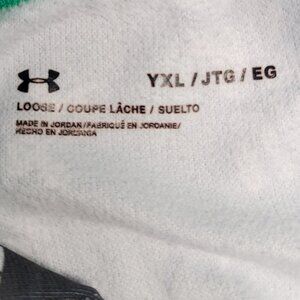 YXL / JTG / EG
LOOSE / COUPE LÂCHE / SUELTO
MADE IN JORDAN / FABRIQUÉ EN JORDANIE/
HECHO EN JORDANIA